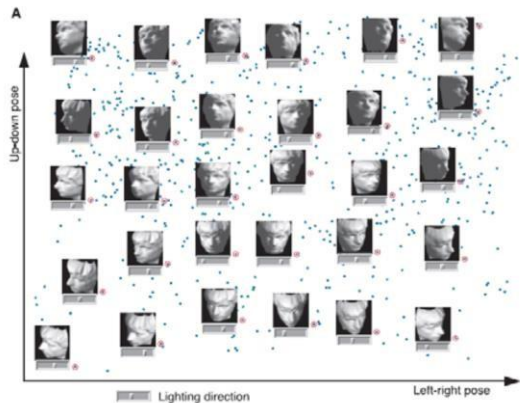 A
Up-down pose
Left-right pose
Lighting direction